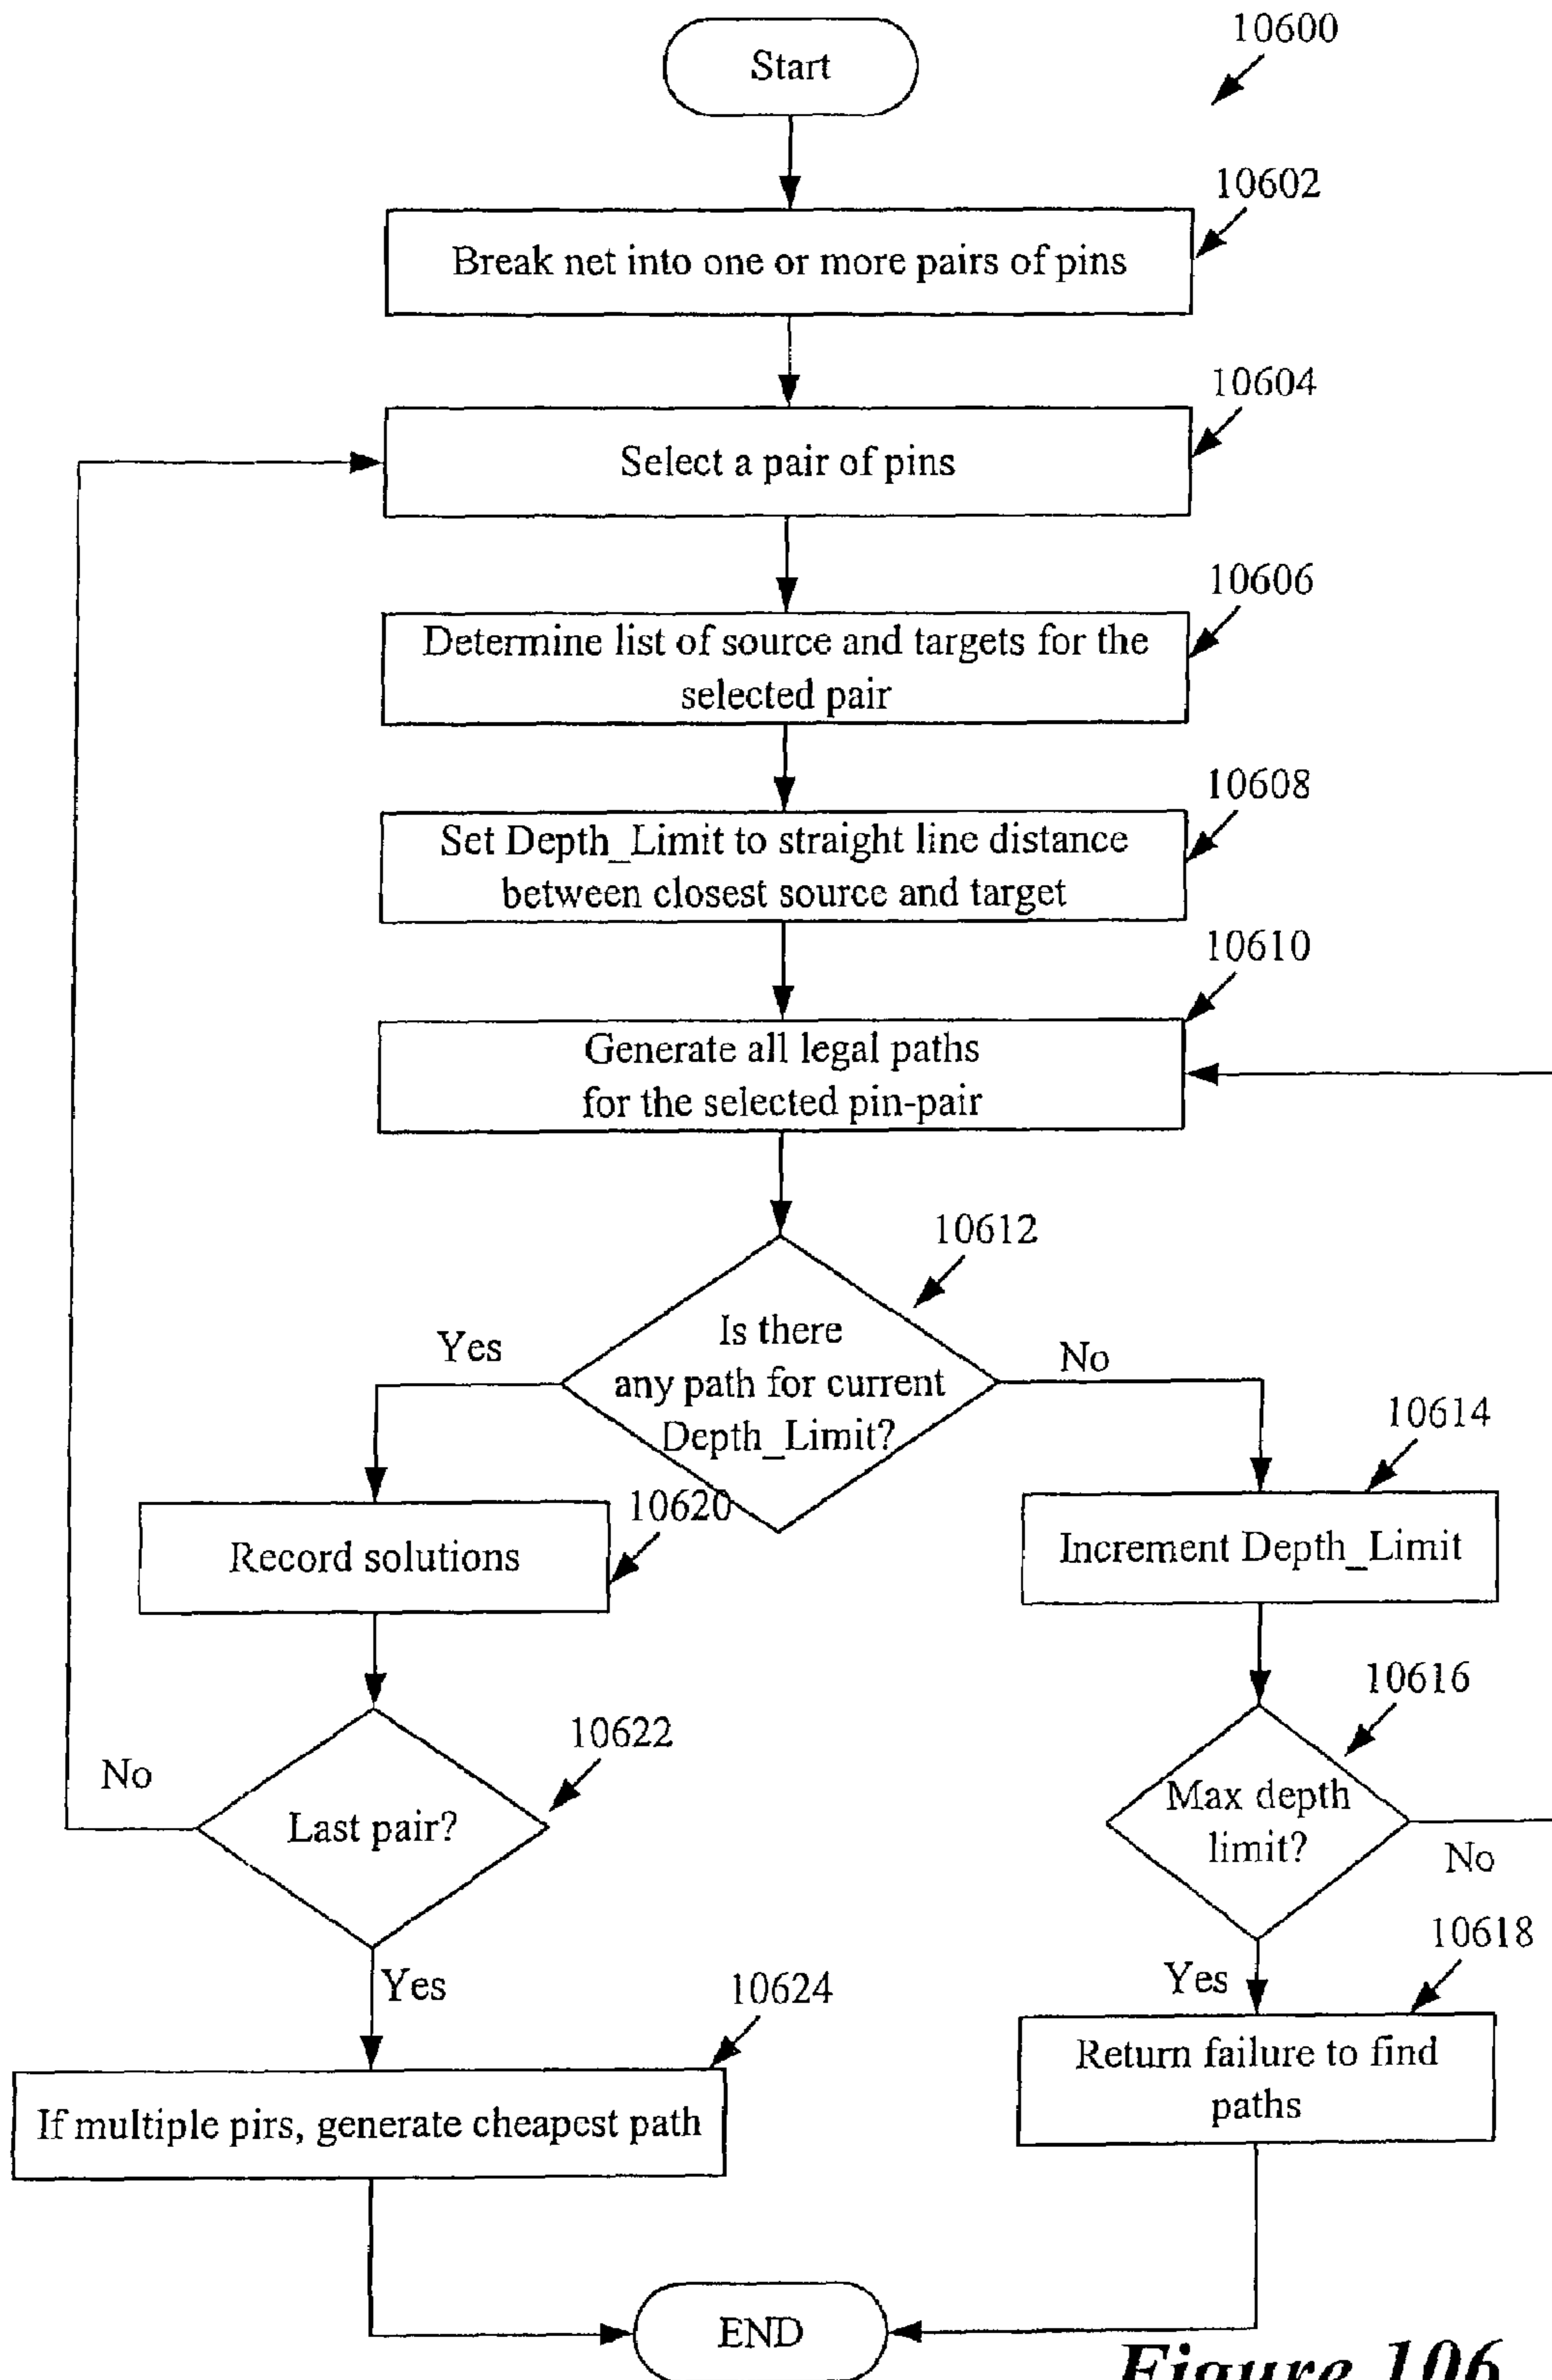 Start
10600
10602
Break net into one or more pairs of pins
10604
Select a pair of pins
10606
Determine list of source and targets for the
selected pair
10608
Set Depth_Limit to straight line distance
between closest source and target
10610
Generate all legal paths
for the selected pin-pair
10612
Is there
any path for current
Depth_Limit?
Yes
No
10614
Increment Depth_Limit
10620
Record solutions
10616
Max depth
limit?
No
10622
Last pair?
No
Yes
10618
Yes
Return failure to find
paths
10624
If multiple pirs, generate cheapest path
END
Figure 106